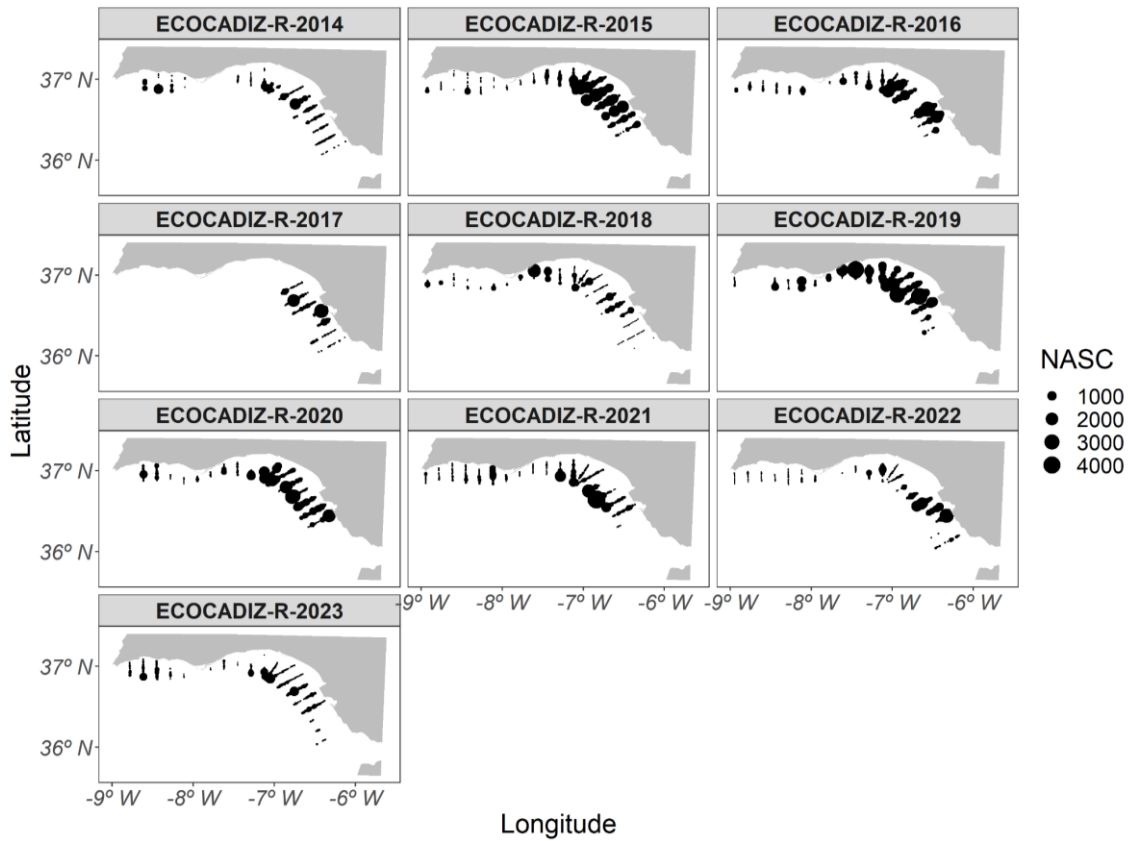 ECOCADIZ-R-2014
ECOCADIZ-R-2015
ECOCADIZ-R-2016
37º N
36º N
ECOCADIZ-R-2017
ECOCADIZ-R-2018
ECOCADIZ-R-2019
37º N
36º N
ECOCADIZ-R-2020
ECOCADIZ-R-2021
ECOCADIZ-R-2022
37º N
36º N
-9º W -8º W -7º W -6º W
-9º W -8º W -7º W -6º W
ECOCADIZ-R-2023
37º N
36º N
-9º W -8º W -7º W -6º W
Latitude
Longitude
NASC
1000
2000
3000
4000